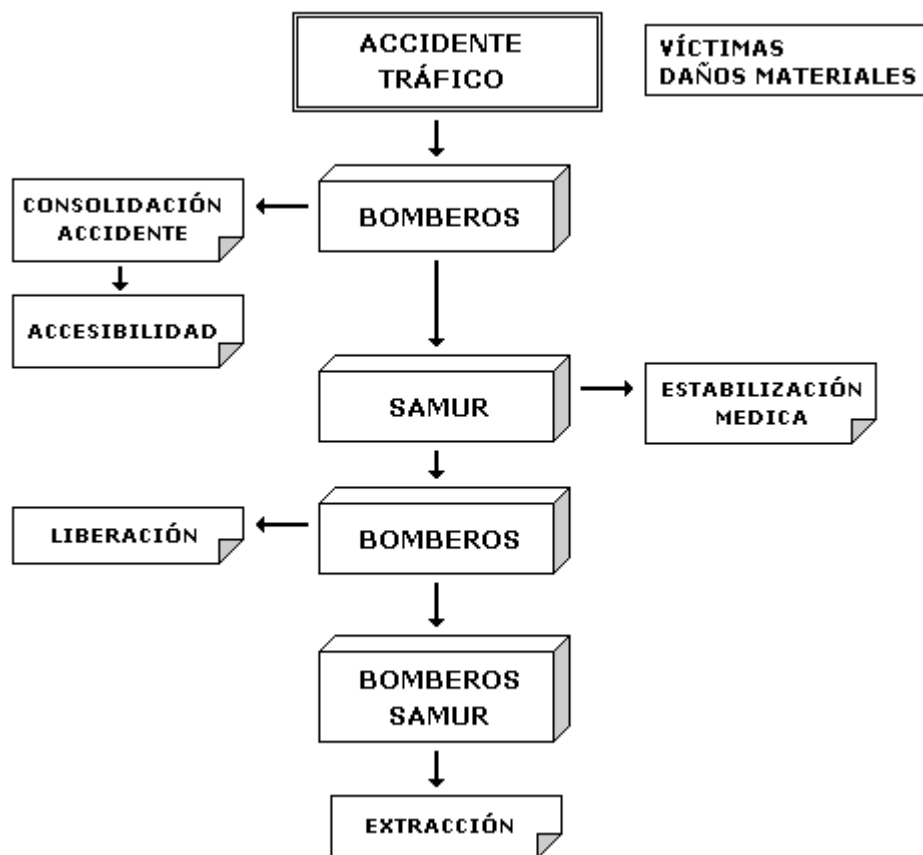 ACCIDENTE
TRÁFICO
VÍCTIMAS
DAÑOS MATERIALES
BOMBEROS
CONSOLIDACIÓN
ACCIDENTE
ACCESIBILIDAD
SAMUR
ESTABILIZACIÓN
MEDICA
BOMBEROS
LIBERACIÓN
BOMBEROS
SAMUR
EXTRACCIÓN